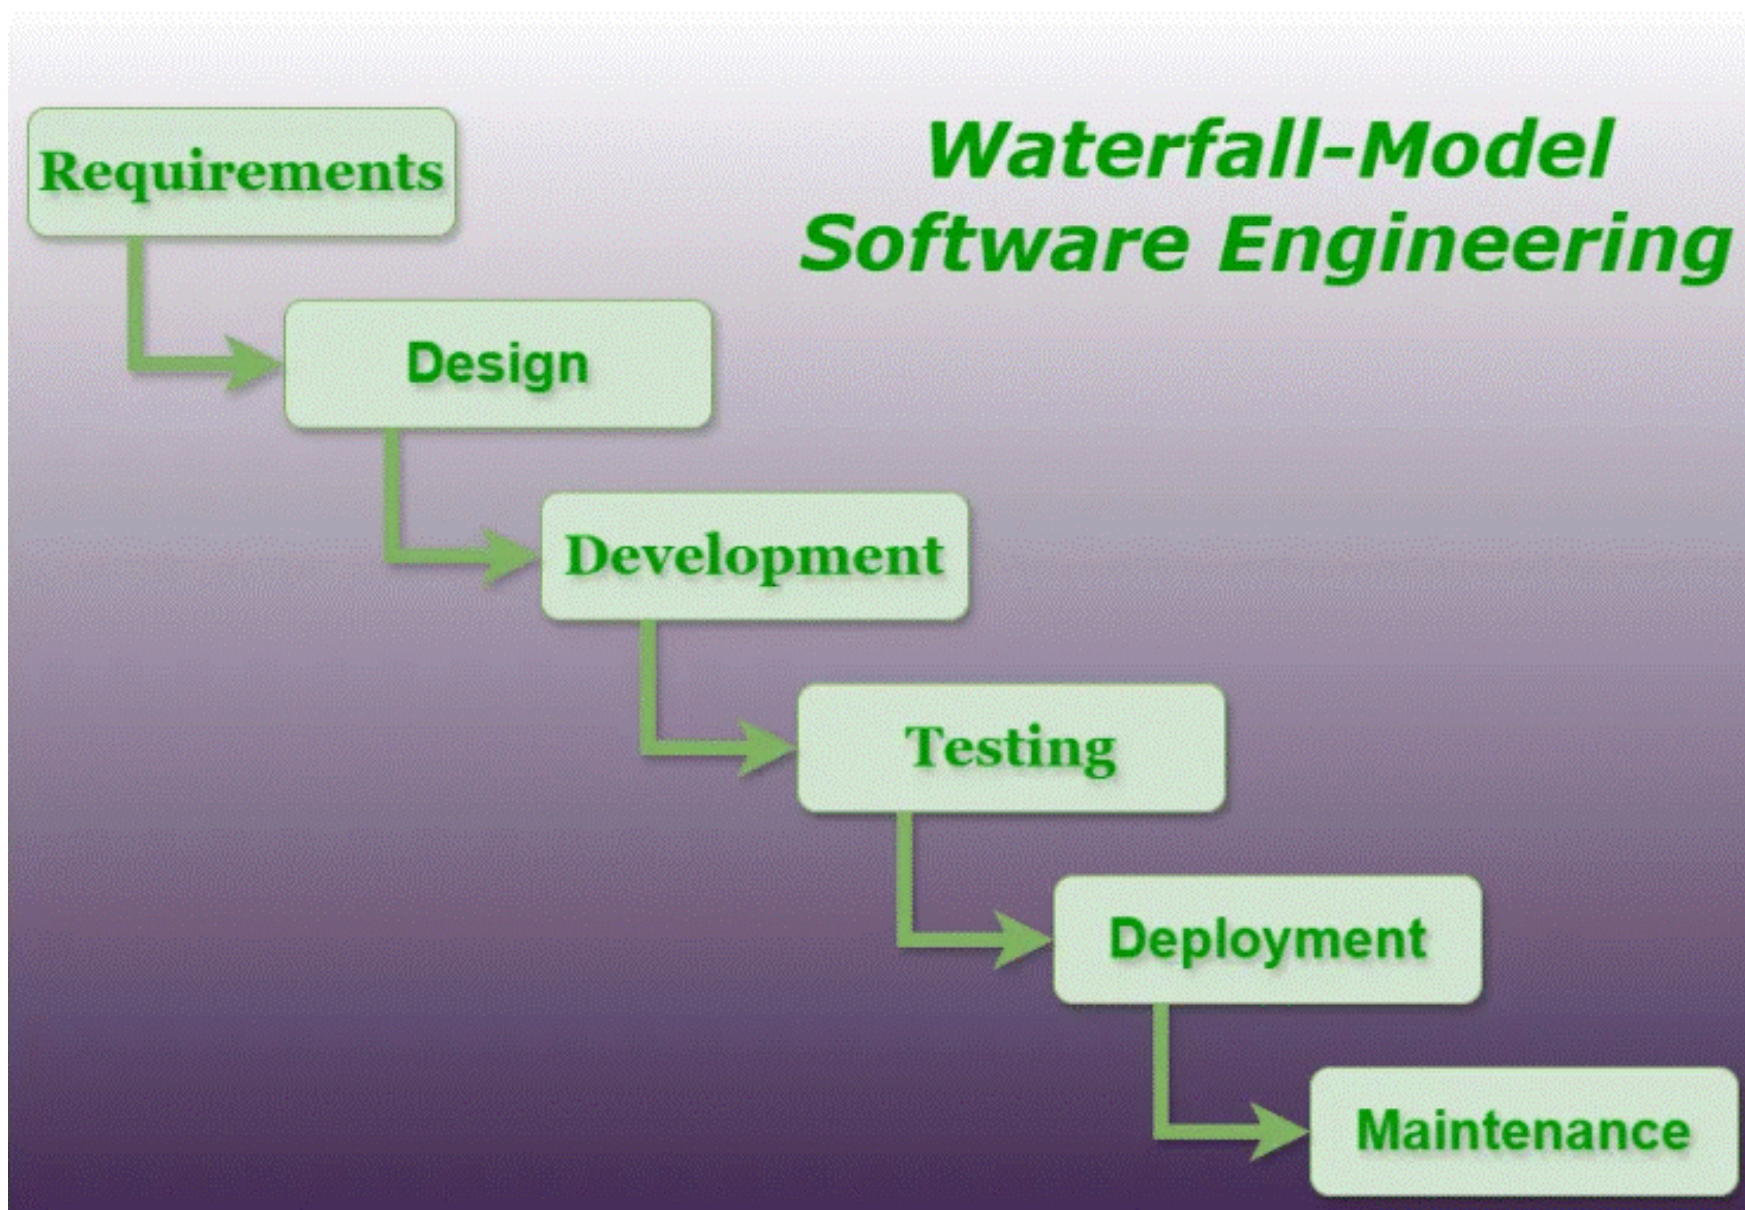 Waterfall-Model
Software Engineering
Requirements
Design
Development
Testing
Deployment
Maintenance